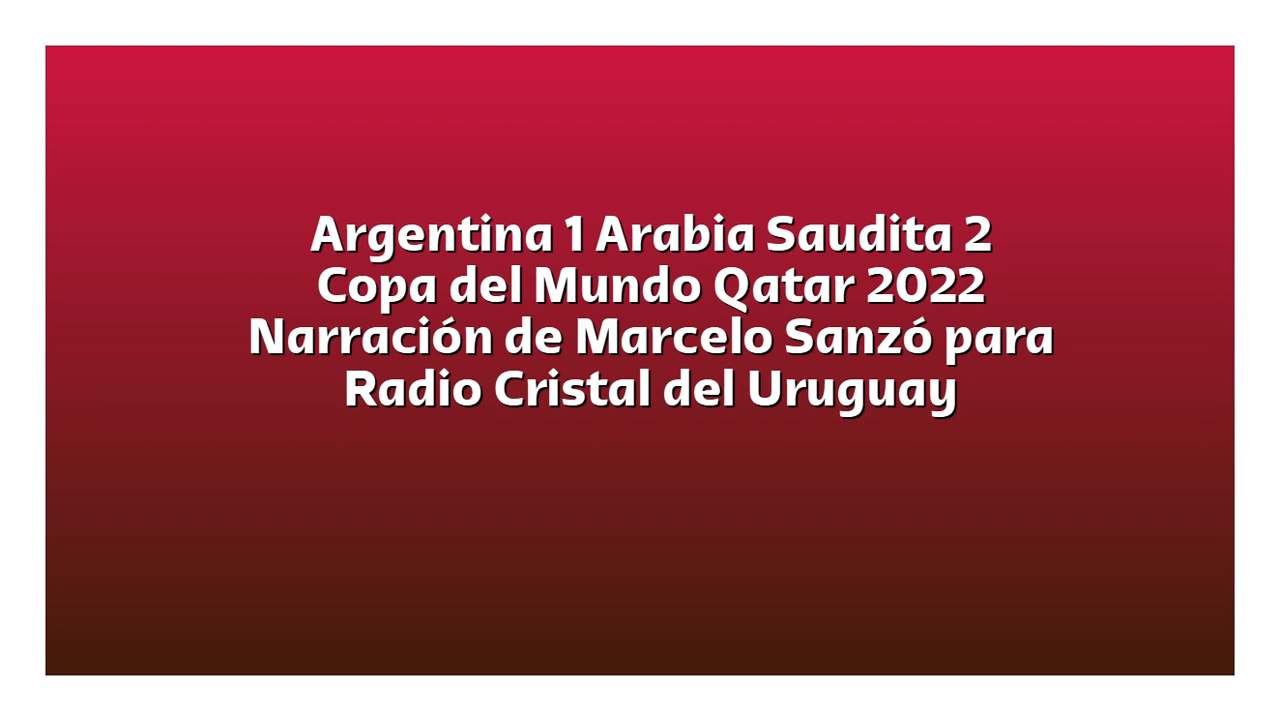 Argentina 1 Arabia Saudita 2
Copa del Mundo Qatar 2022
Narración de Marcelo Sanzó para
Radio Cristal del Uruguay